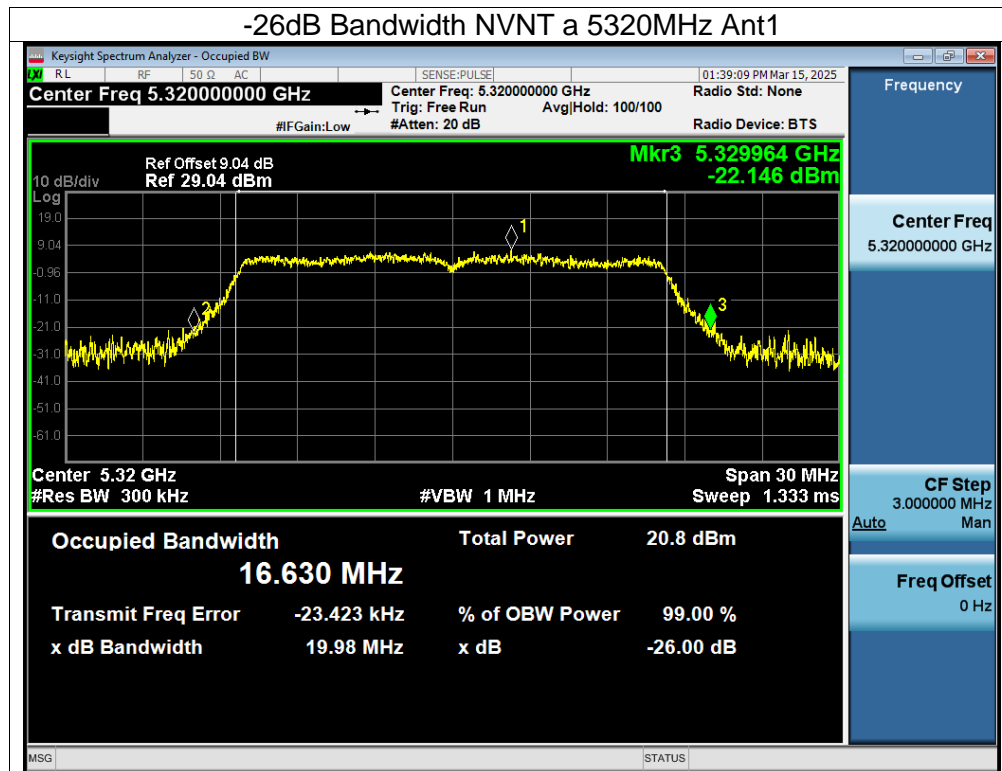 -26dB Bandwidth NVNT a 5320MHz Ant1
Keysight Spectrum Analyzer - Occupied BW
LXI RL RF 50 Ω AC SENSE:PULSE 01:39:09 PM Mar 15, 2025
Center Freq 5.320000000 GHz
Center Freq: 5.320000000 GHz
Radio Std: None
Trig: Free Run Avg|Hold: 100/100
#IFGain:Low
#Atten: 20 dB
Radio Device: BTS
Frequency
Ref Offset 9.04 dB
Mkr3 5.329964 GHz
10 dB/div Ref 29.04 dBm
-22.146 dBm
Log
19.0
9.04
-0.96
-11.0
-21.0
-31.0
-41.0
-51.0
-61.0
1
2
3
Center 5.32 GHz Span 30 MHz
#Res BW 300 kHz #VBW 1 MHz Sweep 1.333 ms
Occupied Bandwidth Total Power 20.8 dBm
16.630 MHz
Transmit Freq Error -23.423 kHz % of OBW Power 99.00 %
x dB Bandwidth 19.98 MHz x dB -26.00 dB
Center Freq
5.320000000 GHz
CF Step
3.000000 MHz
Auto Man
Freq Offset
0 Hz
MSG STATUS